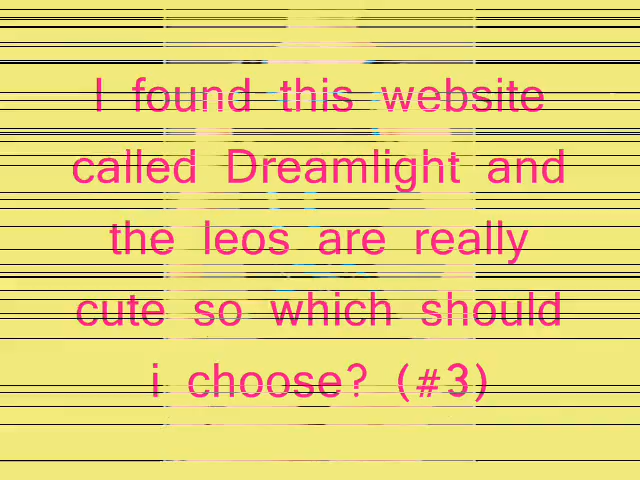 I found this website
called Dreamlight and
the leos are really
cute so which should
i choose? (#3)